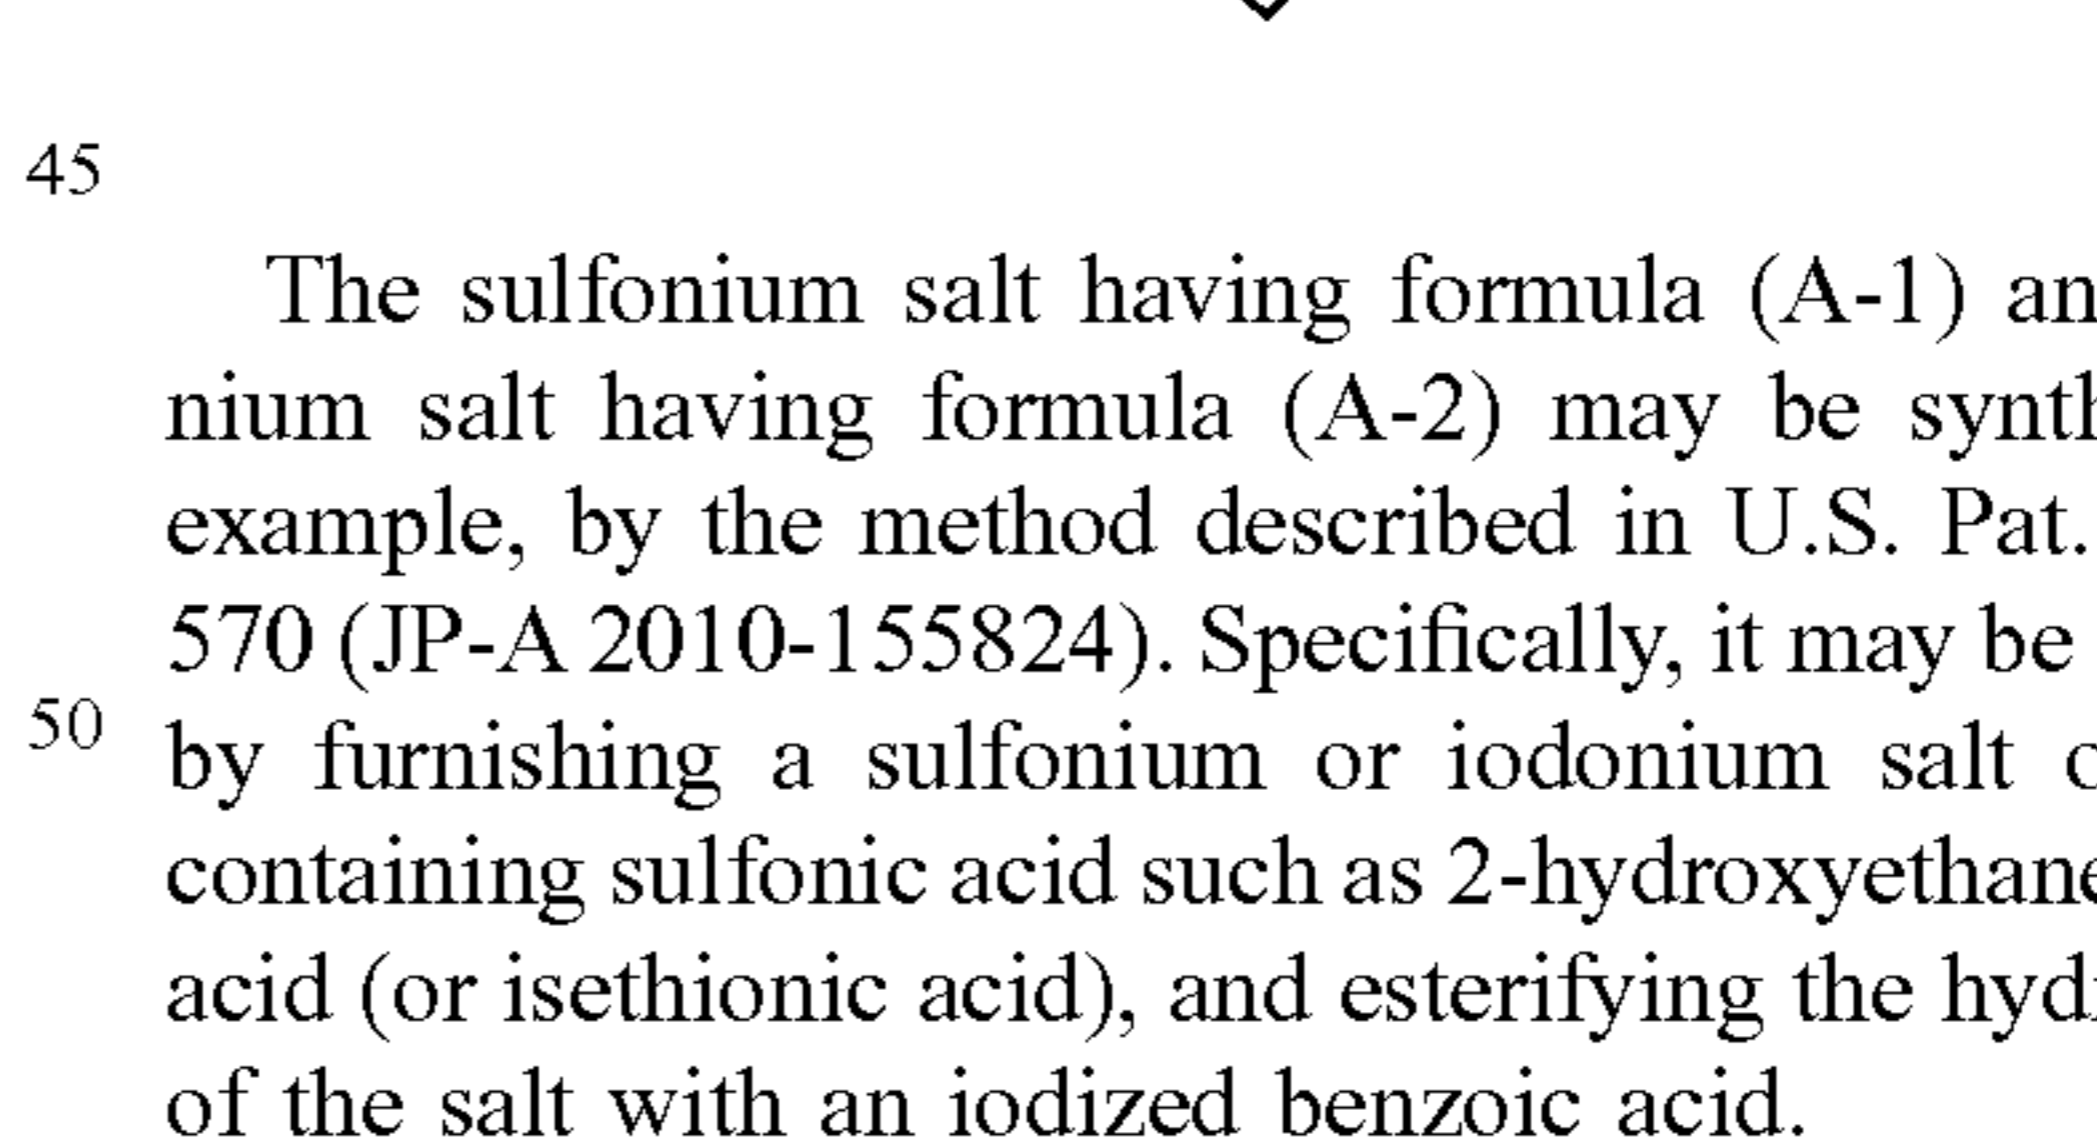 45
The sulfonium salt having formula (A-1) an
nium salt having formula (A-2) may be synth
example, by the method described in U.S. Pat.
570 (JP-A 2010-155824). Specifically, it may be
50
by furnishing a sulfonium or iodonium salt
containing sulfonic acid such as 2-hydroxyethane
acid (or isethionic acid), and esterifying the hyd
of the salt with an iodized benzoic acid.